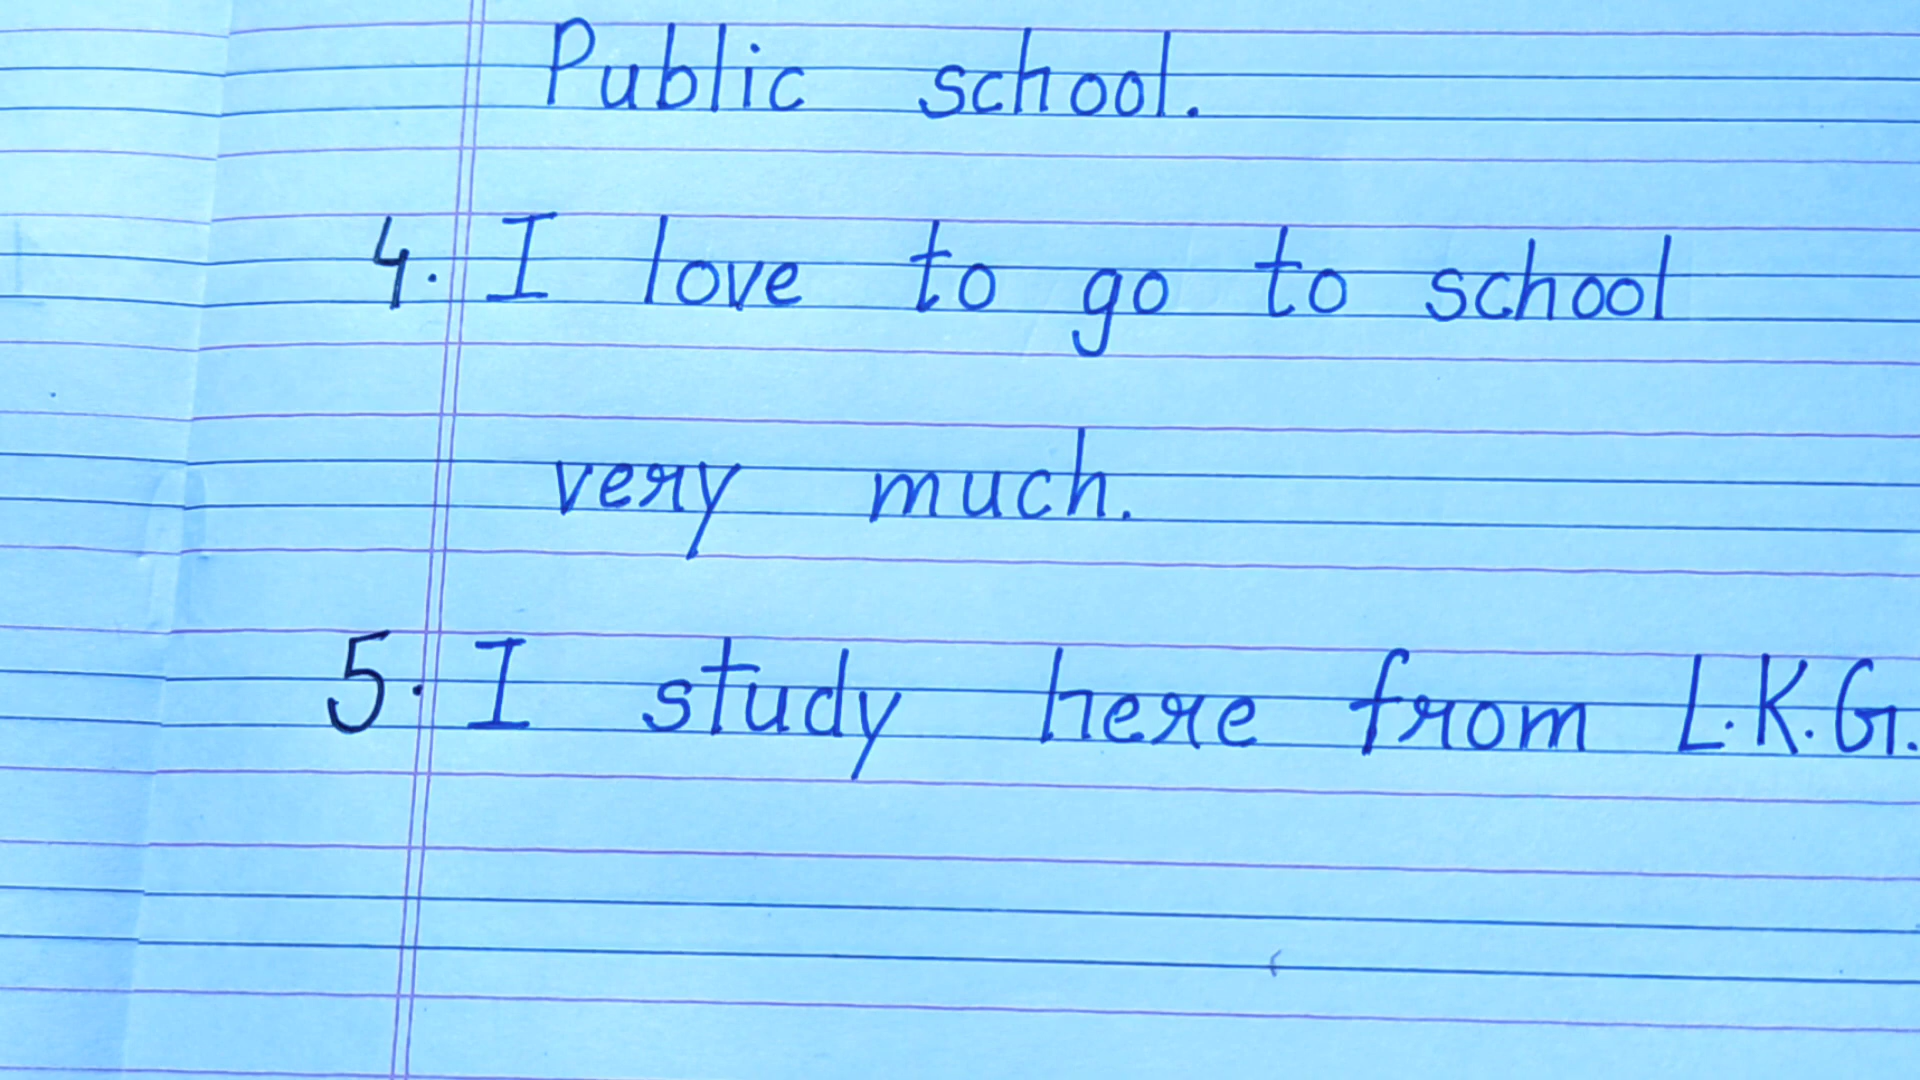 Public school.
4. I love to go to school
very much.
5. I study here from L.K.G.